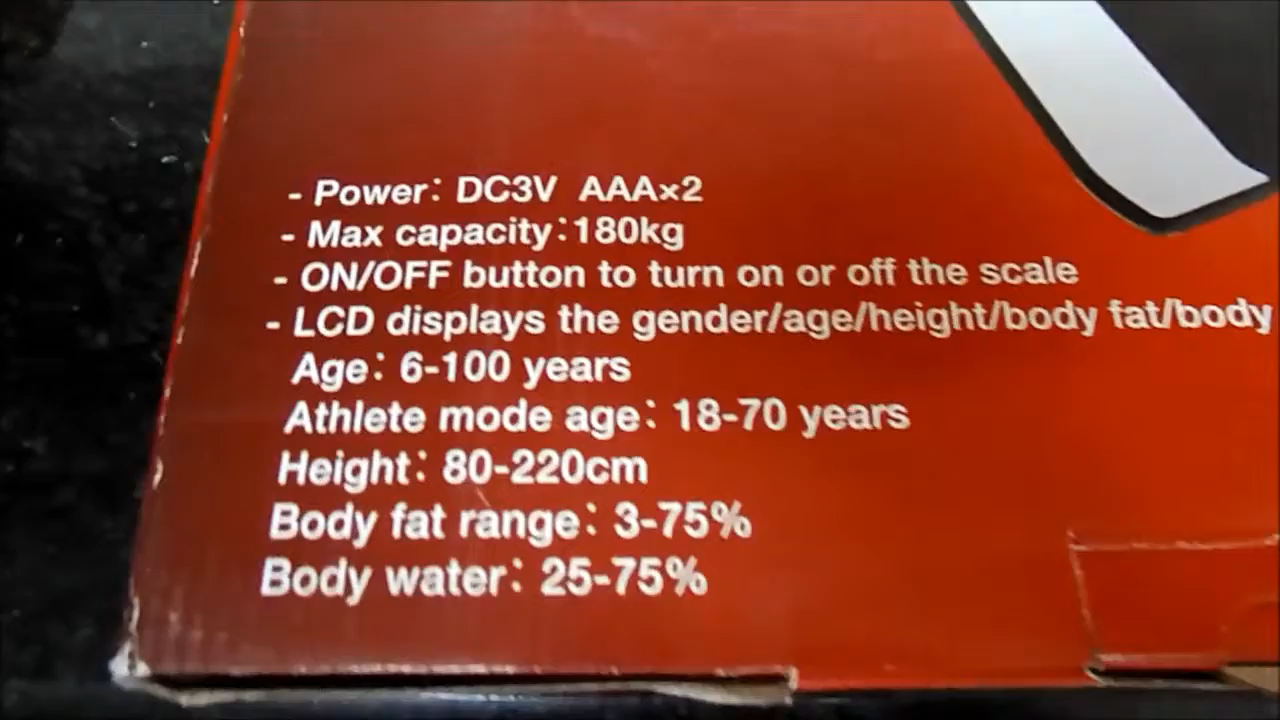 - Power: DC3V AAA×2
- Max capacity:180kg
- ON/OFF button to turn on or off the scale
- LCD displays the gender/age/height/body fat/body
Age: 6-100 years
Athlete mode age: 18-70 years
Height: 80-220cm
Body fat range: 3-75%
Body water: 25-75%